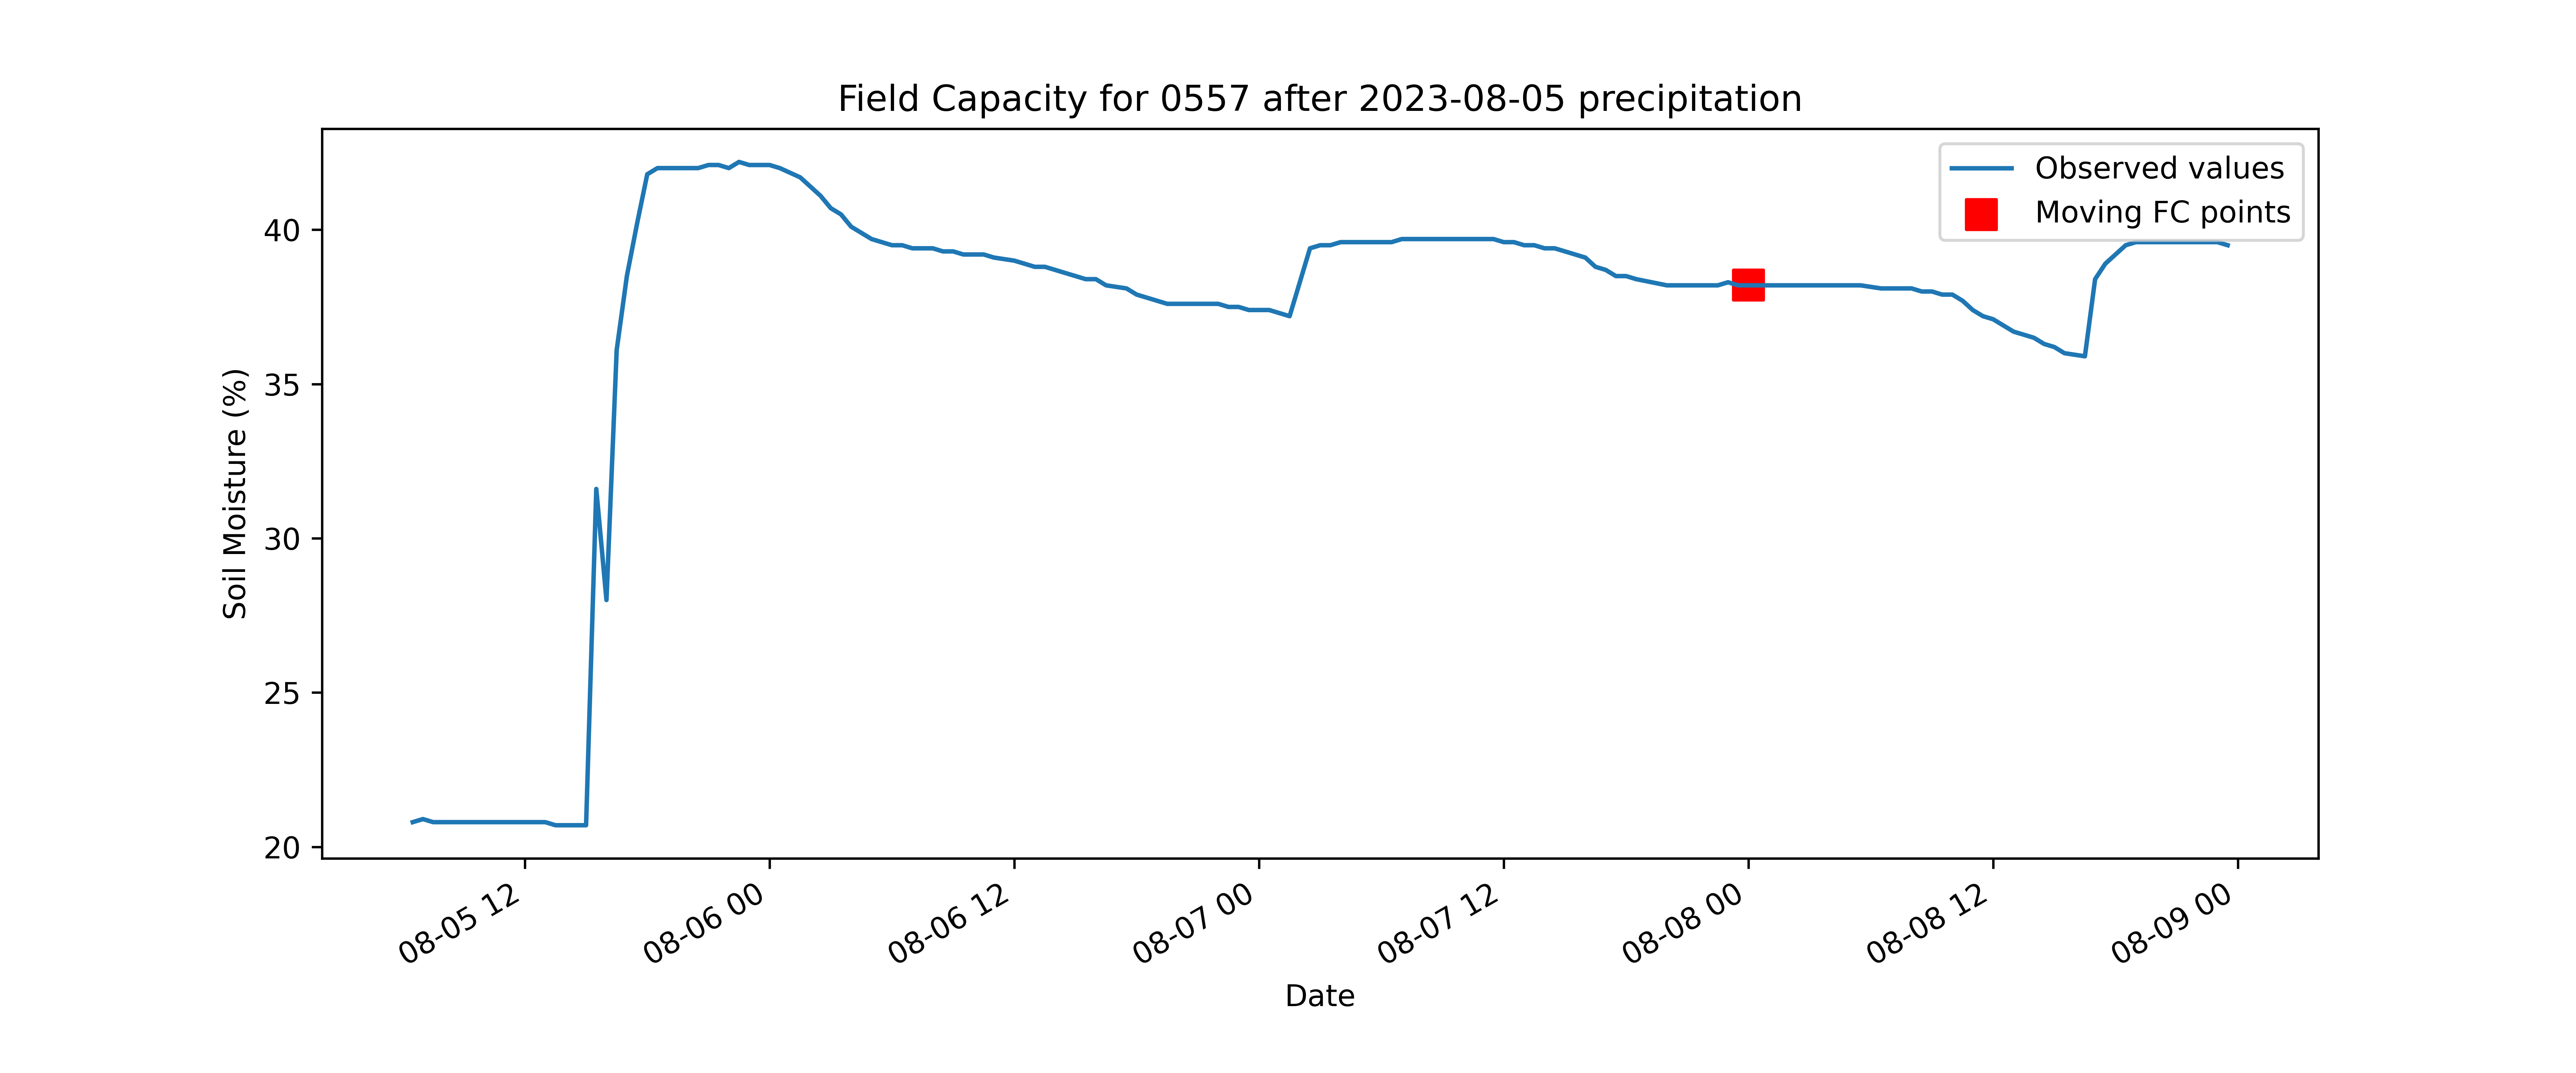 Field Capacity for 0557 after 2023-08-05 precipitation
Observed values
Moving FC points
Soil Moisture (%)
40
35
30
25
20
08-05 12
08-06 00
08-06 12
08-07 00
08-07 12
08-08 00
08-08 12
08-09 00
Date